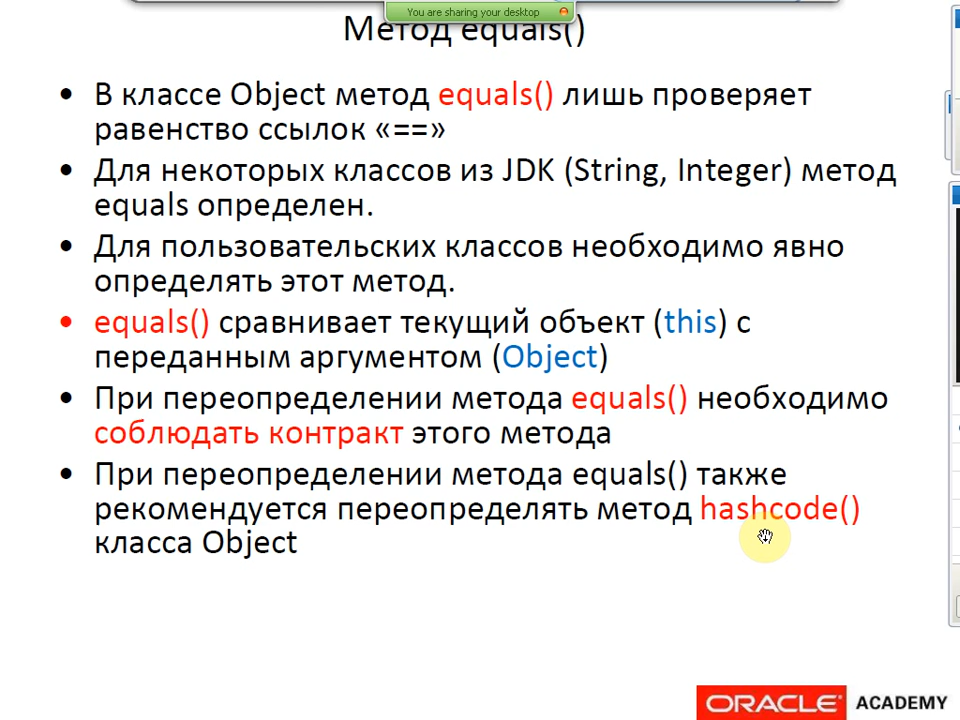 You are sharing your desktop
Метод equals()
• В классе Object метод equals() лишь проверяет
равенство ссылок «==»
• Для некоторых классов из JDK (String, Integer) метод
equals определен.
• Для пользовательских классов необходимо явно
определять этот метод.
• equals() сравнивает текущий объект (this) с
переданным аргументом (Object)
• При переопределении метода equals() необходимо
соблюдать контракт этого метода
• При переопределении метода equals() также
рекомендуется переопределять метод hashcode()
класса Object
ORACLE ACADEMY